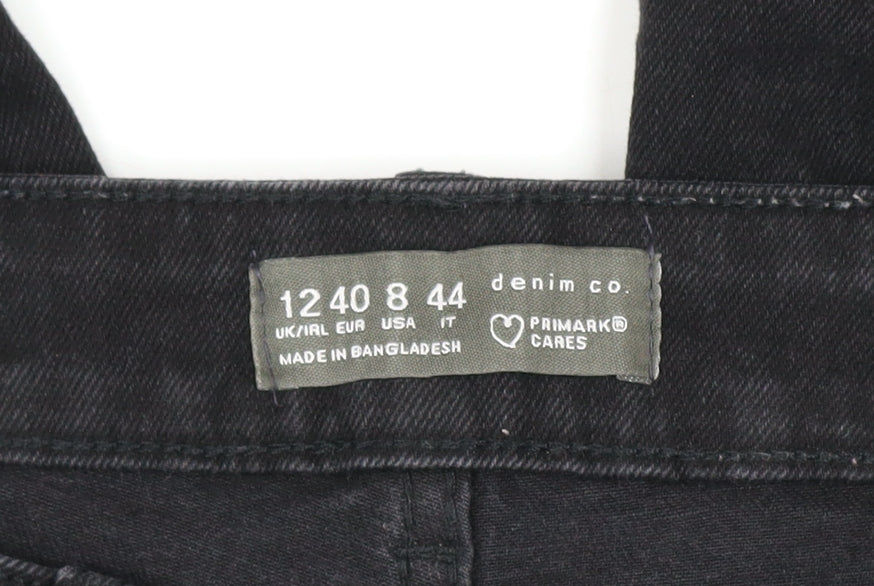 12 40 8 44
UK/IRL EUR USA IT
MADE IN BANGLADESH
denim co.
PRIMARK®
CARES